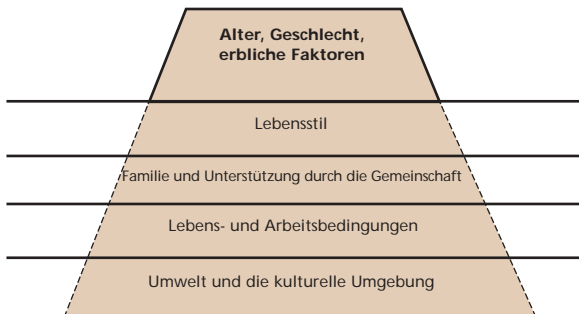 Alter, Geschlecht,
erbliche Faktoren
Lebensstil
Familie und Unterstützung durch die Gemeinschaft
Lebens- und Arbeitsbedingungen
Umwelt und die kulturelle Umgebung